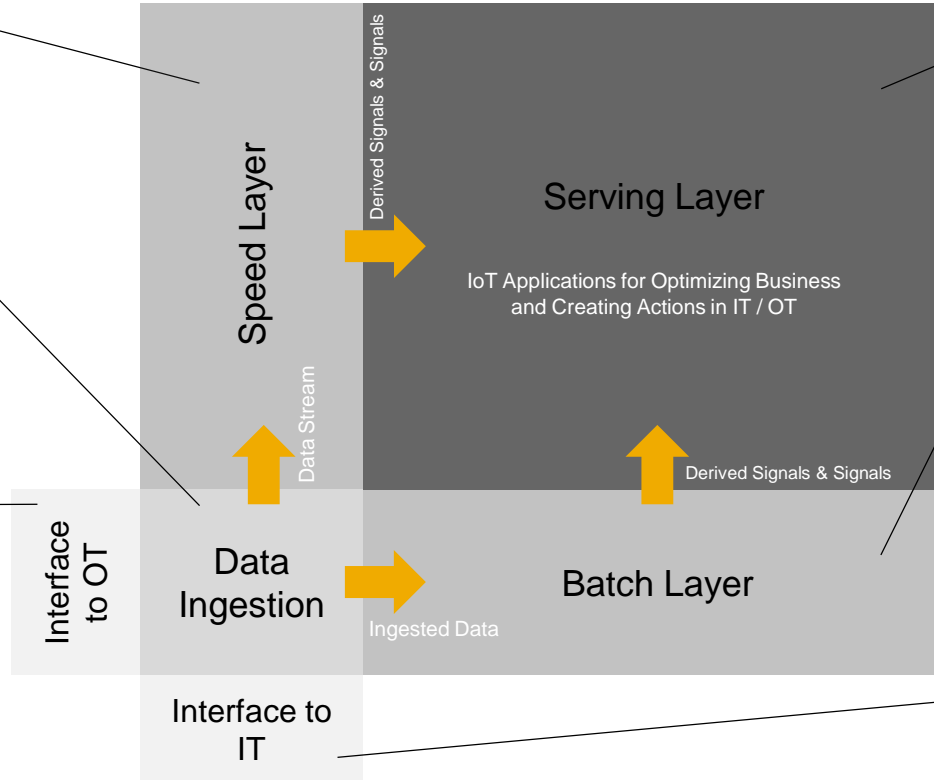 Derived Signals & Signals
Speed Layer
Serving Layer
IoT Applications for Optimizing Business
and Creating Actions in IT / OT
Data Stream
Derived Signals & Signals
Interface
to OT
Data
Ingestion
Batch Layer
Ingested Data
Interface to
IT